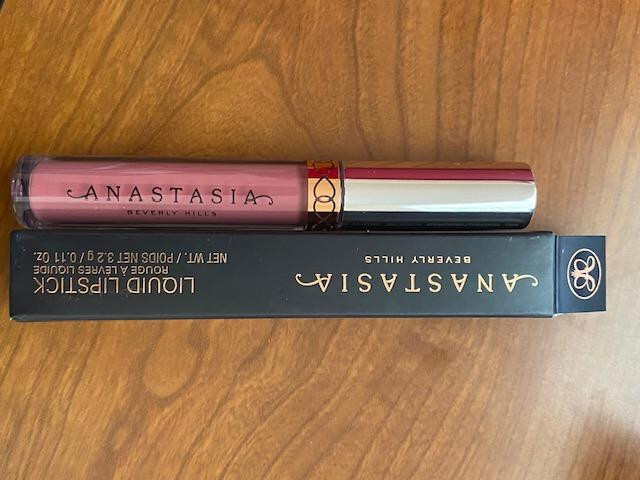 ANASTASIA
BEVERLY HILLS
ANASTASIA
BEVERLY HILLS
LIQUID LIPSTICK
ROUGE À LÈVRES LIQUIDE
NET WT. / POIDS NET 3.2 g / 0.11 Oz.